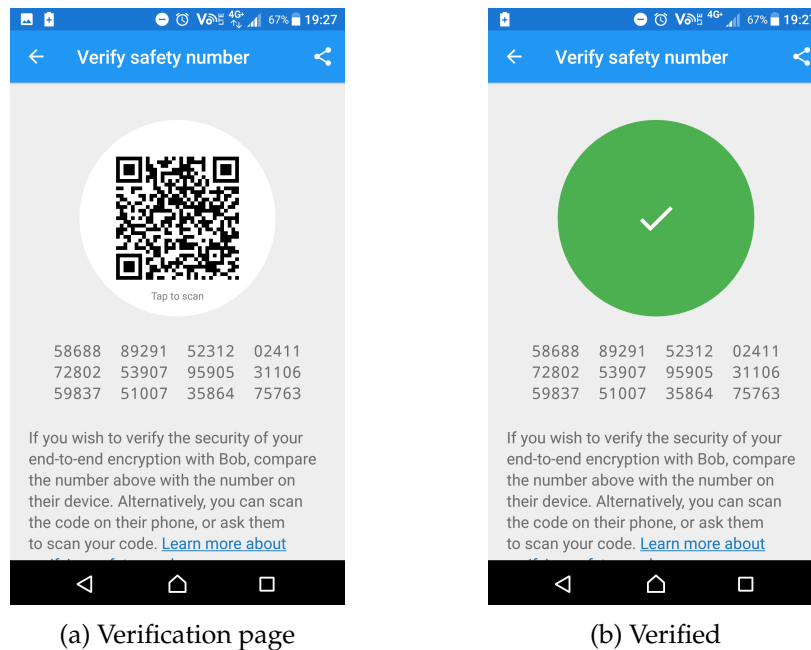 4G+ 67% 19:27
Verify safety number
Tap to scan
58688 89291 52312 02411
72802 53907 95905 31106
59837 51007 35864 75763
If you wish to verify the security of your
end-to-end encryption with Bob, compare
the number above with the number on
their device. Alternatively, you can scan
the code on their phone, or ask them
to scan your code. Learn more about
(a) Verification page
4G+ 67% 19:27
Verify safety number
58688 89291 52312 02411
72802 53907 95905 31106
59837 51007 35864 75763
If you wish to verify the security of your
end-to-end encryption with Bob, compare
the number above with the number on
their device. Alternatively, you can scan
the code on their phone, or ask them
to scan your code. Learn more about
(b) Verified